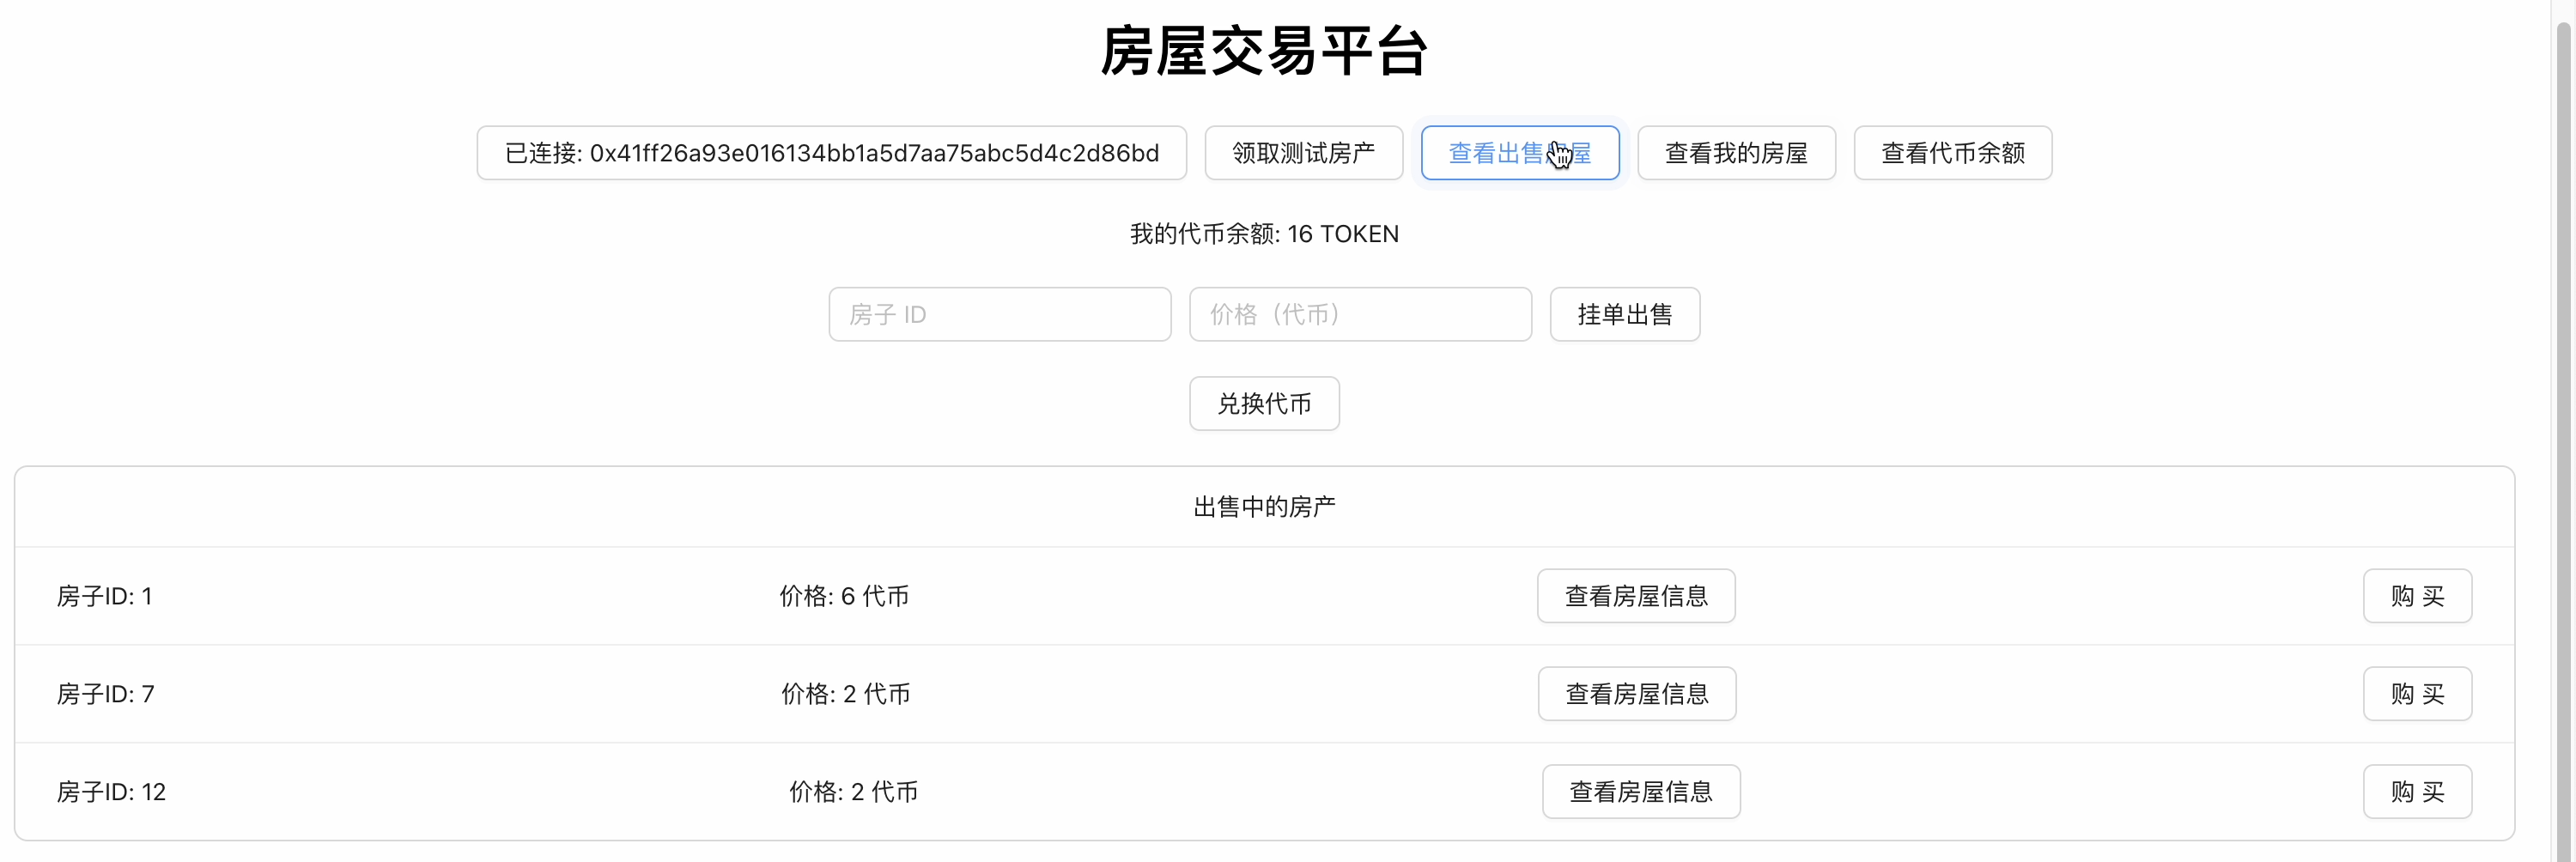 房屋交易平台
已连接: 0x41ff26a93e016134bb1a5d7aa75abc5d4c2d86bd 领取测试房产 查看出售房屋 查看我的房屋 查看代币余额
我的代币余额: 16 TOKEN
房子 ID 价格（代币） 挂单出售
兑换代币
出售中的房产
房子ID: 1 价格: 6 代币 查看房屋信息 购 买
房子ID: 7 价格: 2 代币 查看房屋信息 购 买
房子ID: 12 价格: 2 代币 查看房屋信息 购 买